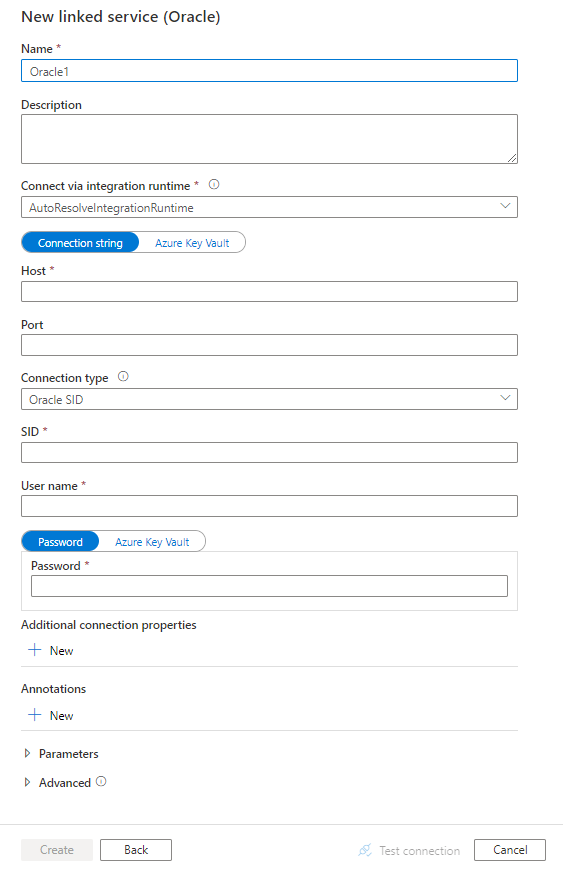 New linked service (Oracle)
Name *
Oracle1
Description
Connect via integration runtime *
AutoResolveIntegrationRuntime
Connection string Azure Key Vault
Host *
Port
Connection type
Oracle SID
SID *
User name *
Password Azure Key Vault
Password *
Additional connection properties
+ New
Annotations
+ New
Parameters
Advanced
Create Back Test connection Cancel